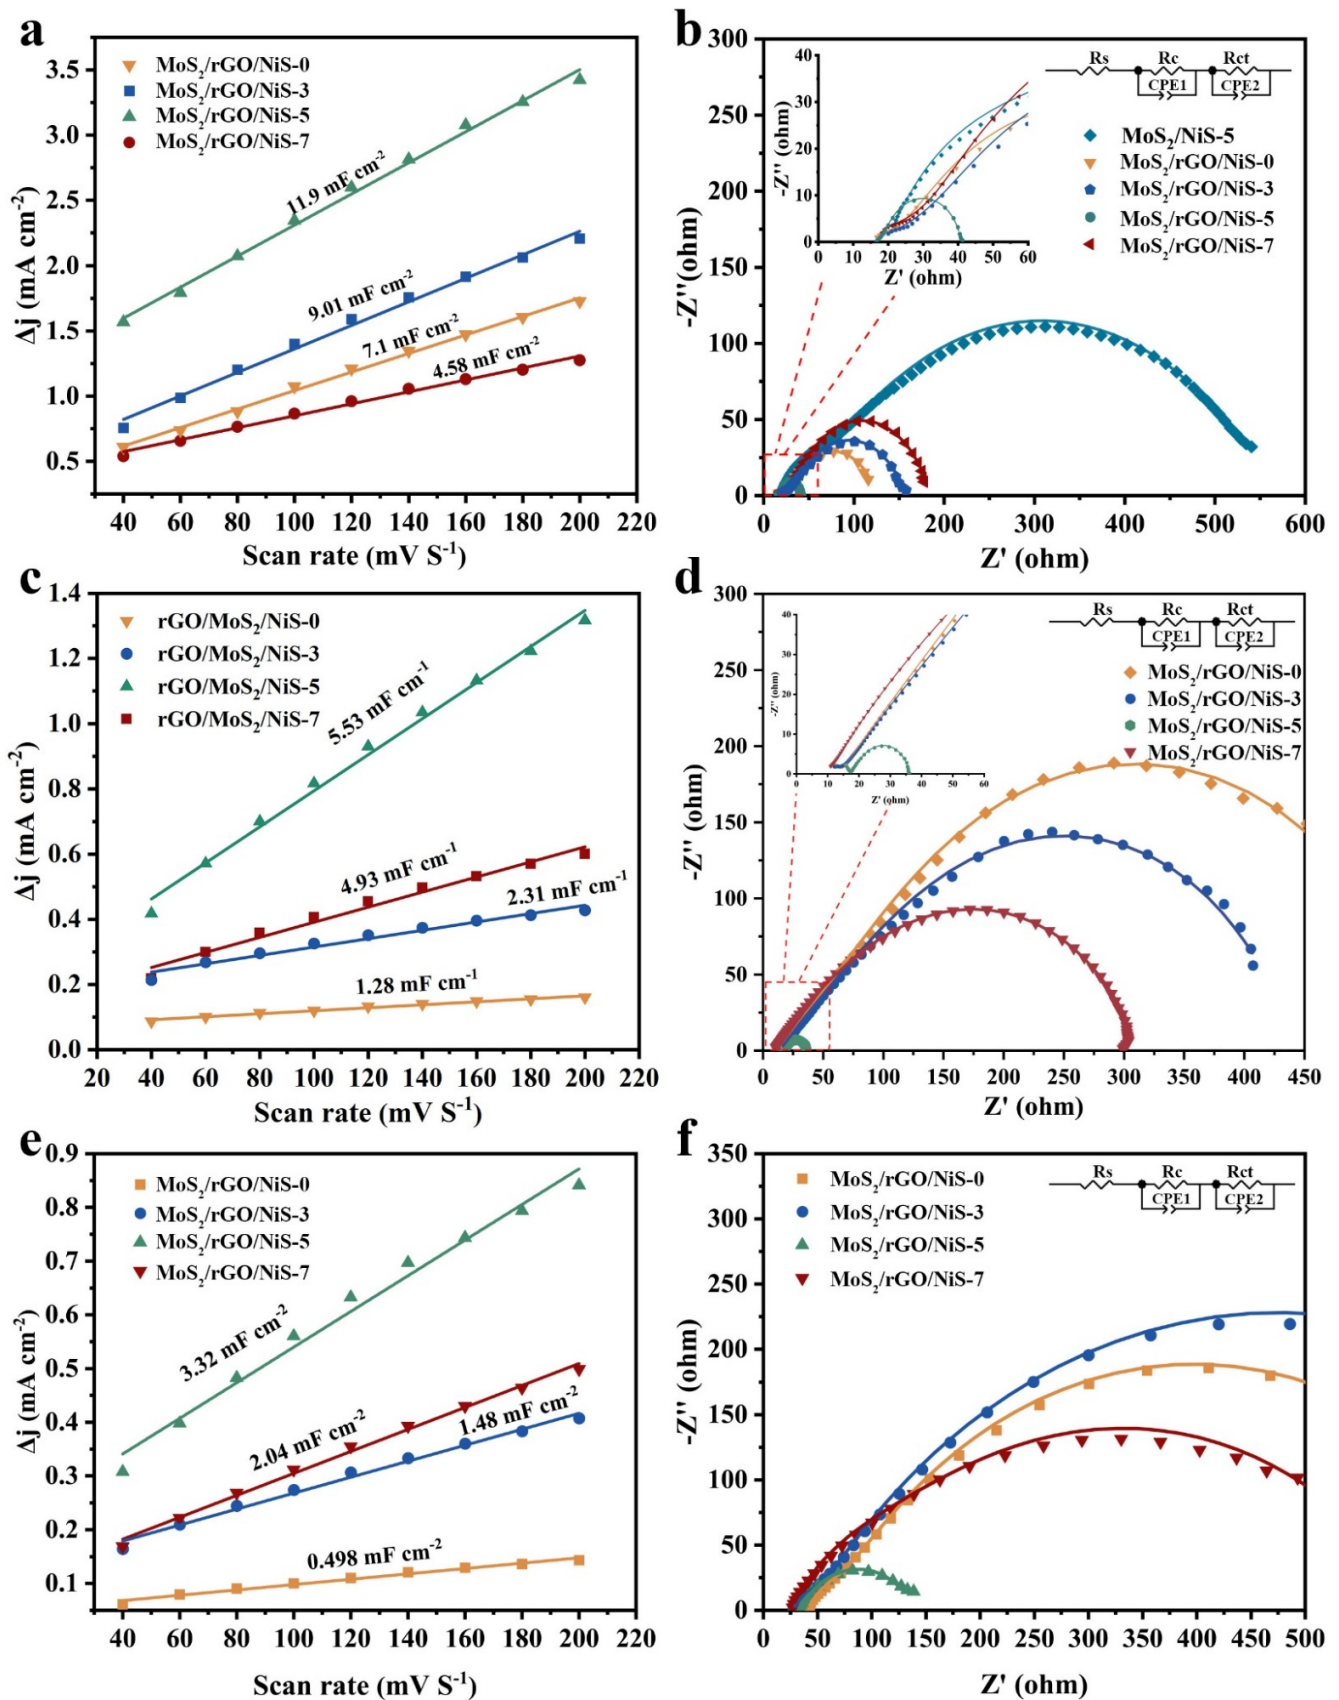 a
Δj (mA cm⁻²)
3.5
3.0
2.5
2.0
1.5
1.0
0.5
MoS₂/rGO/NiS-0
MoS₂/rGO/NiS-3
MoS₂/rGO/NiS-5
MoS₂/rGO/NiS-7
11.9 mF cm⁻²
9.01 mF cm⁻²
7.1 mF cm⁻²
4.58 mF cm⁻²
40 60 80 100 120 140 160 180 200 220
Scan rate (mV S⁻¹)
b
-Z''(ohm)
300
250
200
150
100
50
0
-Z'' (ohm)
40
30
20
10
0
0 10 20 30 40 50 60
Z' (ohm)
Rs Rc Rct
CPE1 CPE2
MoS₂/NiS-5
MoS₂/rGO/NiS-0
MoS₂/rGO/NiS-3
MoS₂/rGO/NiS-5
MoS₂/rGO/NiS-7
0 100 200 300 400 500 600
Z' (ohm)
c
Δj (mA cm⁻²)
1.4
1.2
1.0
0.8
0.6
0.4
0.2
0.0
rGO/MoS₂/NiS-0
rGO/MoS₂/NiS-3
rGO/MoS₂/NiS-5
rGO/MoS₂/NiS-7
5.53 mF cm⁻¹
4.93 mF cm⁻¹
2.31 mF cm⁻¹
1.28 mF cm⁻¹
20 40 60 80 100 120 140 160 180 200 220
Scan rate (mV S⁻¹)
d
-Z'' (ohm)
300
250
200
150
100
50
0
-Z'' (ohm)
40
30
20
10
0
0 10 20 30 40 50 60
Z' (ohm)
Rs Rc Rct
CPE1 CPE2
MoS₂/rGO/NiS-0
MoS₂/rGO/NiS-3
MoS₂/rGO/NiS-5
MoS₂/rGO/NiS-7
0 50 100 150 200 250 300 350 400 450
Z' (ohm)
e
Δj (mA cm⁻²)
0.9
0.8
0.7
0.6
0.5
0.4
0.3
0.2
0.1
MoS₂/rGO/NiS-0
MoS₂/rGO/NiS-3
MoS₂/rGO/NiS-5
MoS₂/rGO/NiS-7
3.32 mF cm⁻²
2.04 mF cm⁻²
1.48 mF cm⁻²
0.498 mF cm⁻²
40 60 80 100 120 140 160 180 200 220
Scan rate (mV S⁻¹)
f
-Z'' (ohm)
350
300
250
200
150
100
50
0
MoS₂/rGO/NiS-0
MoS₂/rGO/NiS-3
MoS₂/rGO/NiS-5
MoS₂/rGO/NiS-7
Rs Rc Rct
CPE1 CPE2
0 50 100 150 200 250 300 350 400 450 500
Z' (ohm)